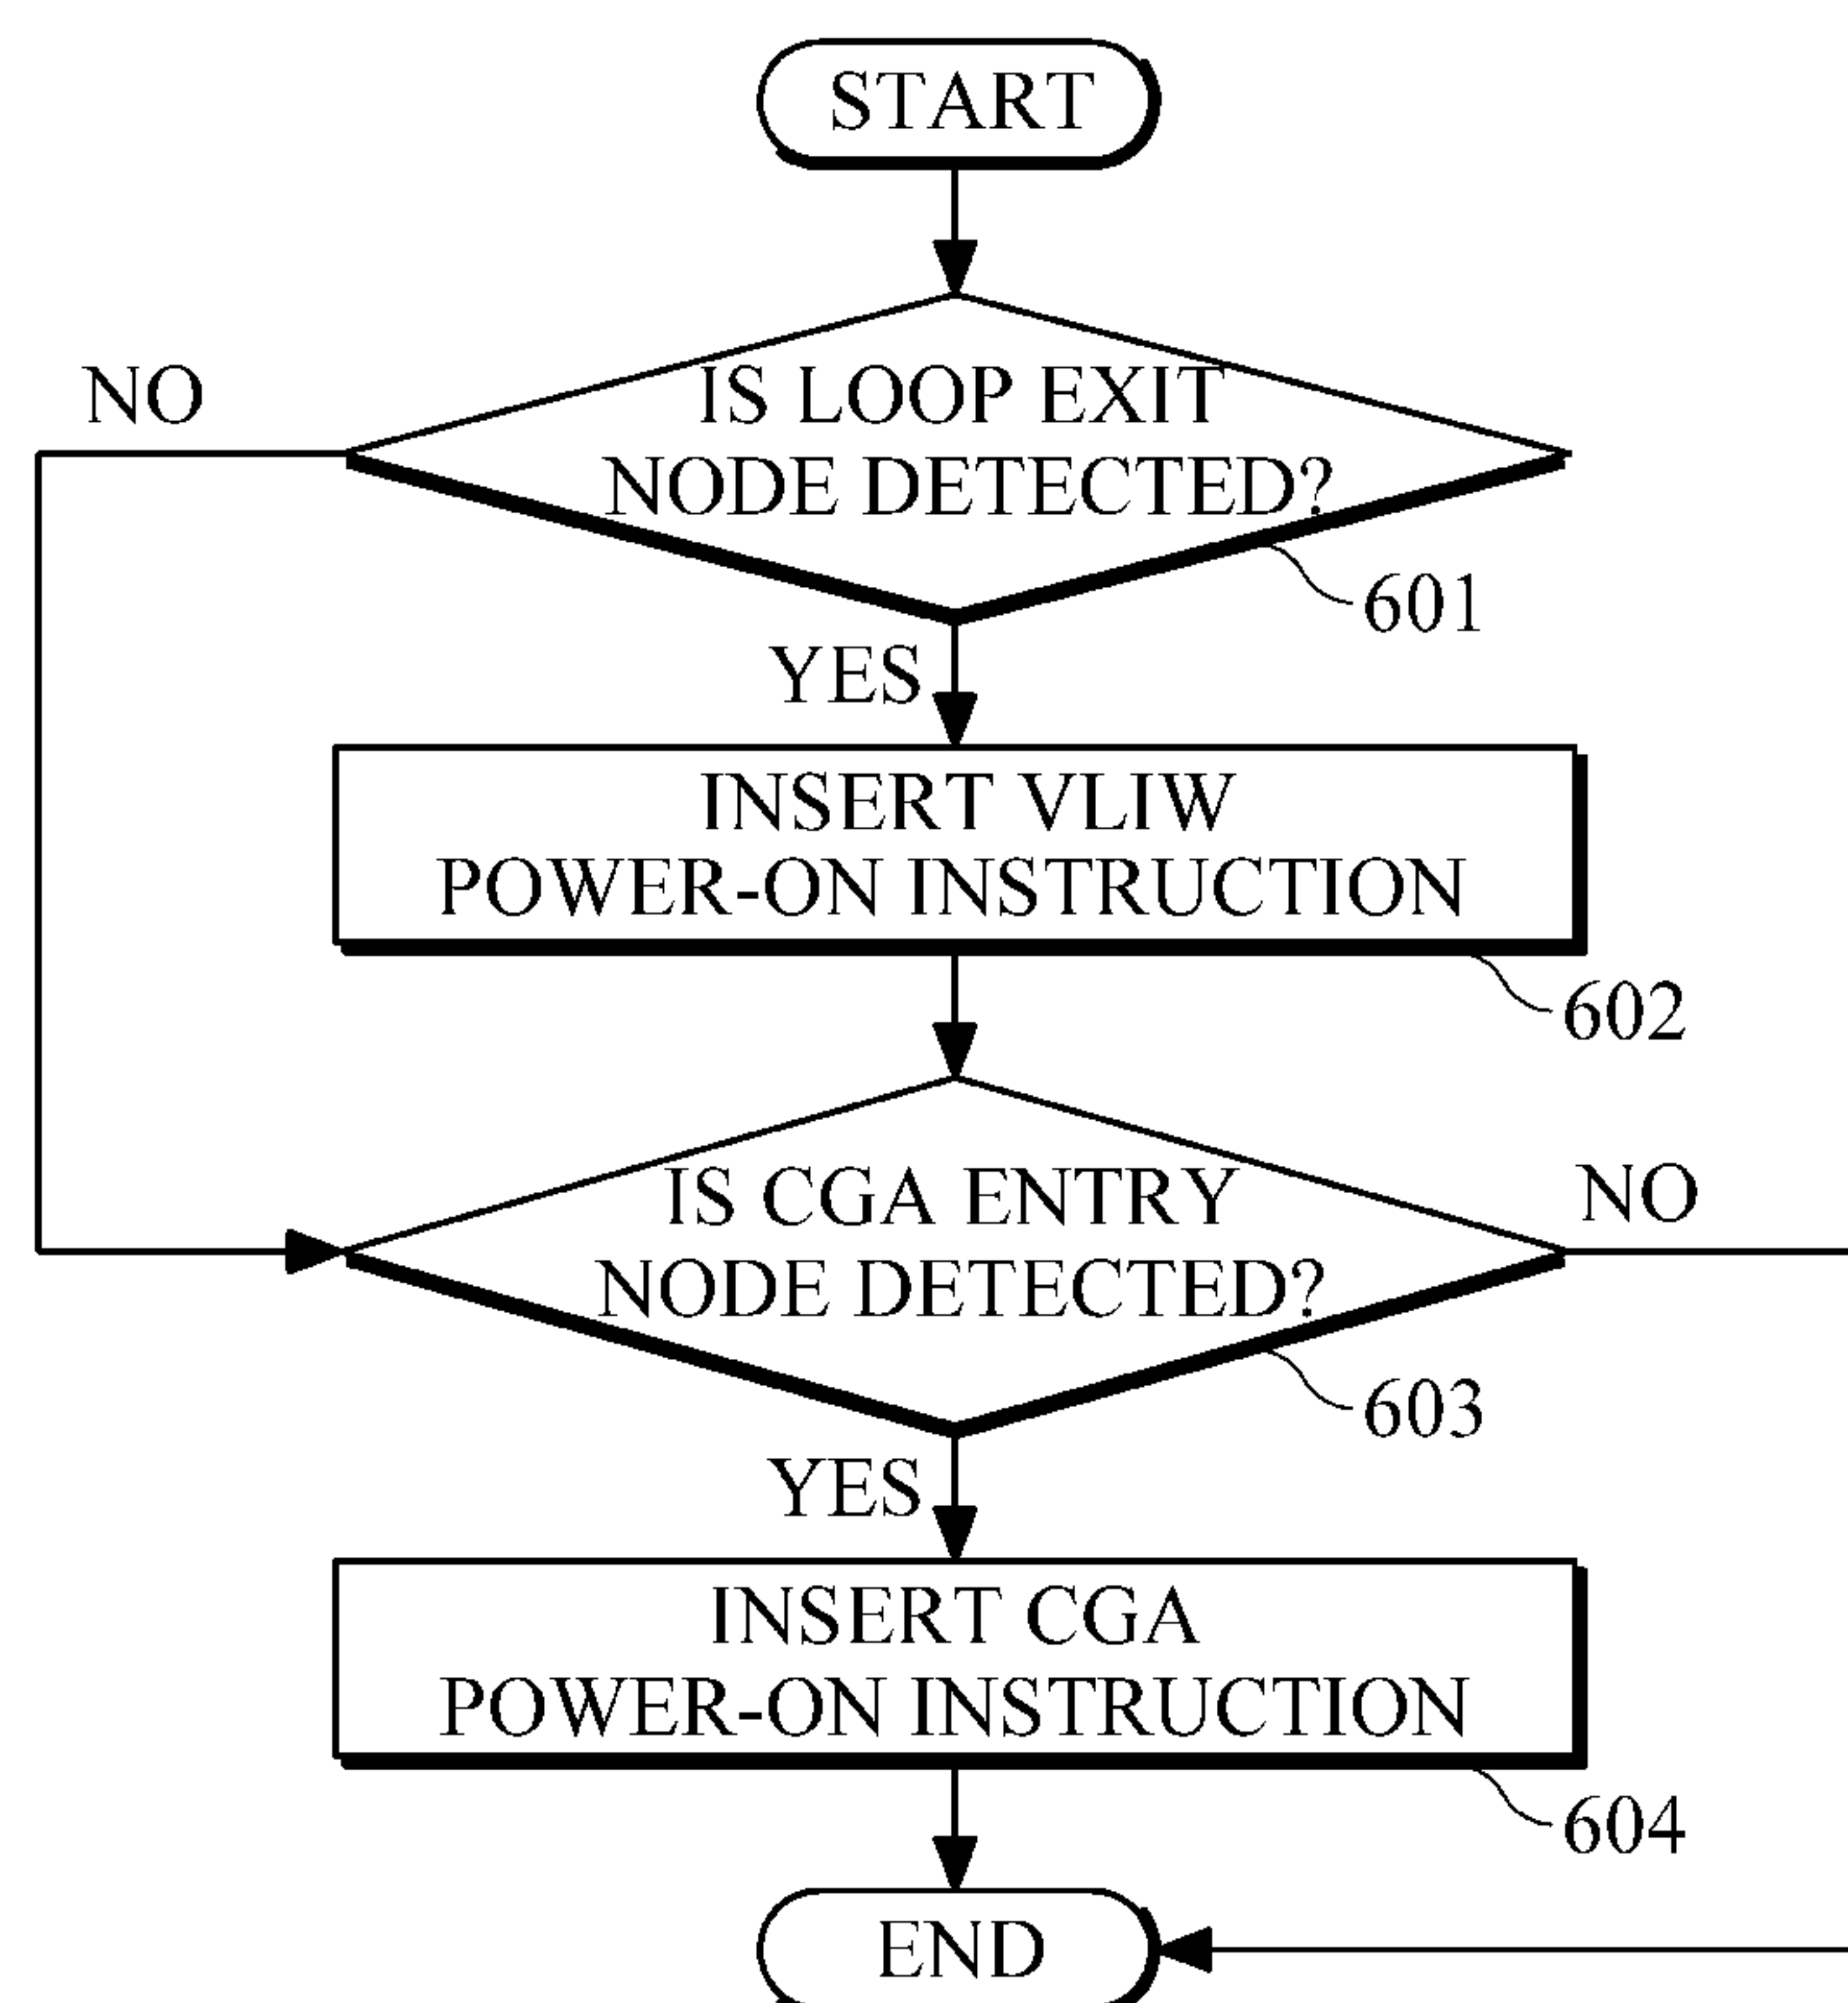 START
NO
IS LOOP EXIT
NODE DETECTED?
601
YES
INSERT VLIW
POWER-ON INSTRUCTION
602
IS CGA ENTRY
NODE DETECTED?
NO
603
YES
INSERT CGA
POWER-ON INSTRUCTION
604
END